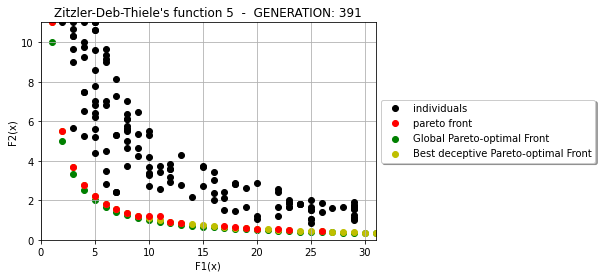 Zitzler-Deb-Thiele's function 5 - GENERATION: 391
10
8
6
4
2
0
F2(x)
0 5 10 15 20 25 30
F1(x)
individuals
pareto front
Global Pareto-optimal Front
Best deceptive Pareto-optimal Front